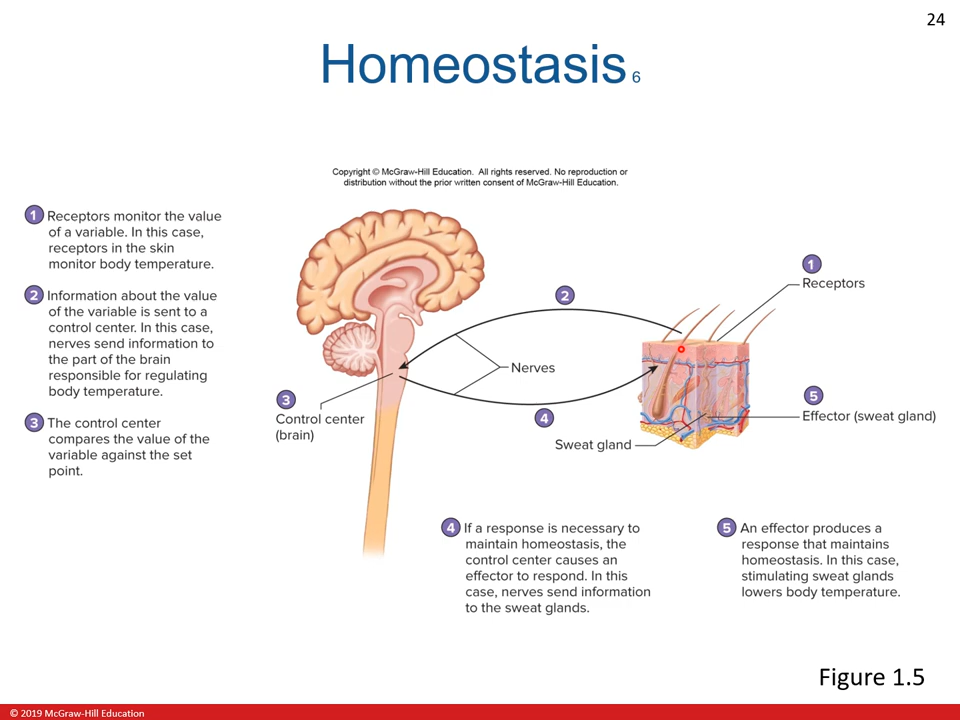 24
Homeostasis 6
Copyright © McGraw-Hill Education. All rights reserved. No reproduction or
distribution without the prior written consent of McGraw-Hill Education.
1 Receptors monitor the value
of a variable. In this case,
receptors in the skin
monitor body temperature.
2 Information about the value
of the variable is sent to a
control center. In this case,
nerves send information to
the part of the brain
responsible for regulating
body temperature.
3 The control center
compares the value of the
variable against the set
point.
1
Receptors
2
Nerves
3
Control center
(brain)
4
Sweat gland
5
Effector (sweat gland)
4 If a response is necessary to
maintain homeostasis, the
control center causes an
effector to respond. In this
case, nerves send information
to the sweat glands.
5 An effector produces a
response that maintains
homeostasis. In this case,
stimulating sweat glands
lowers body temperature.
Figure 1.5
© 2019 McGraw-Hill Education